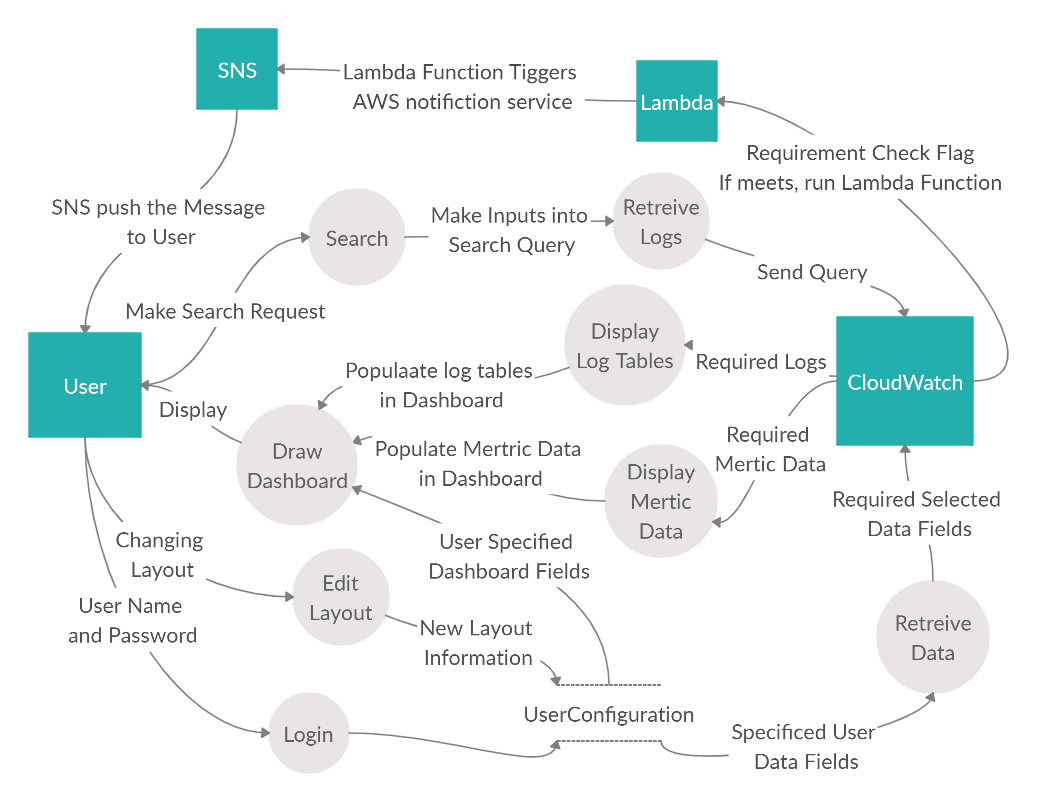 SNS
Lambda Function Tiggers
AWS notifiction service
Lambda
Requirement Check Flag
If meets, run Lambda Function
SNS push the Message
to User
Search
Make Inputs into
Search Query
Retreive
Logs
Send Query
Make Search Request
User
Display
Log Tables
Required Logs
CloudWatch
Populaate log tables
in Dashboard
Display
Draw
Dashboard
Populate Mertric Data
in Dashboard
Required
Mertic Data
Display
Mertic
Data
Required Selected
Data Fields
Changing
Layout
User Specified
Dashboard Fields
Edit
Layout
User Name
and Password
New Layout
Information
Retreive
Data
Login
UserConfiguration
Specificed User
Data Fields